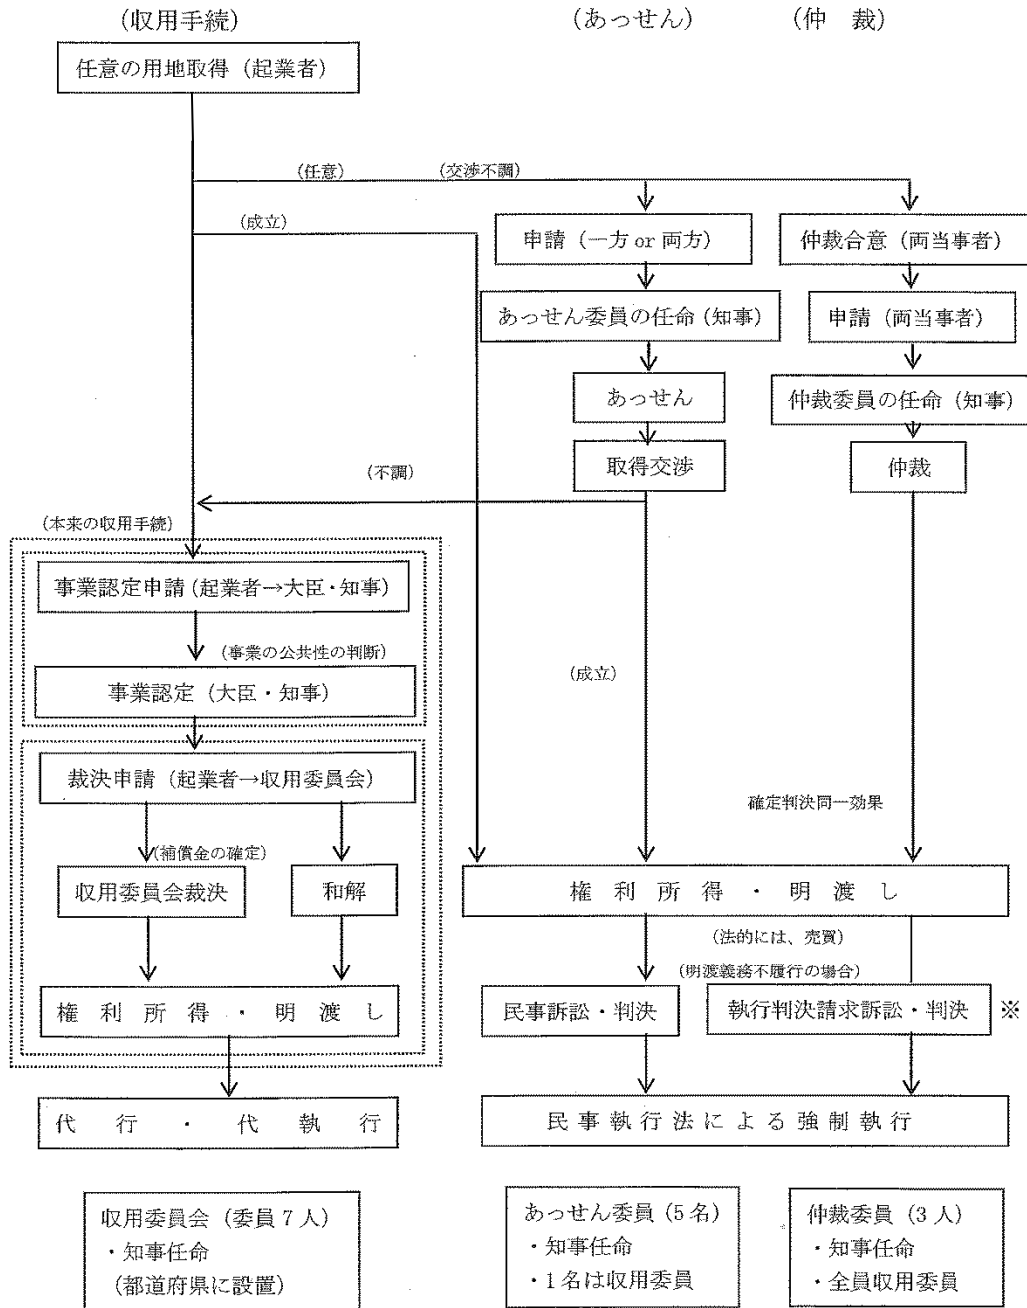 (収用手続)
(あっせん)
(仲　裁)
任意の用地取得（起業者）
(任意)
(交渉不調)
(成立)
申請（一方 or 両方）
仲裁合意（両当事者）
あっせん委員の任命（知事）
申請（両当事者）
あっせん
仲裁委員の任命（知事）
取得交渉
仲裁
(不調)
(本来の収用手続)
事業認定申請（起業者→大臣・知事）
(事業の公共性の判断)
事業認定（大臣・知事）
(成立)
裁決申請（起業者→収用委員会）
確定判決同一効果
(補償金の確定)
収用委員会裁決
和解
権利所得・明渡し
(法的には、売買)
(明渡義務不履行の場合)
権利所得・明渡し
民事訴訟・判決
執行判決請求訴訟・判決
※
代行・代執行
民事執行法による強制執行
収用委員会（委員７人）
・知事任命
（都道府県に設置）
あっせん委員（５名）
・知事任命
・１名は収用委員
仲裁委員（３人）
・知事任命
・全員収用委員